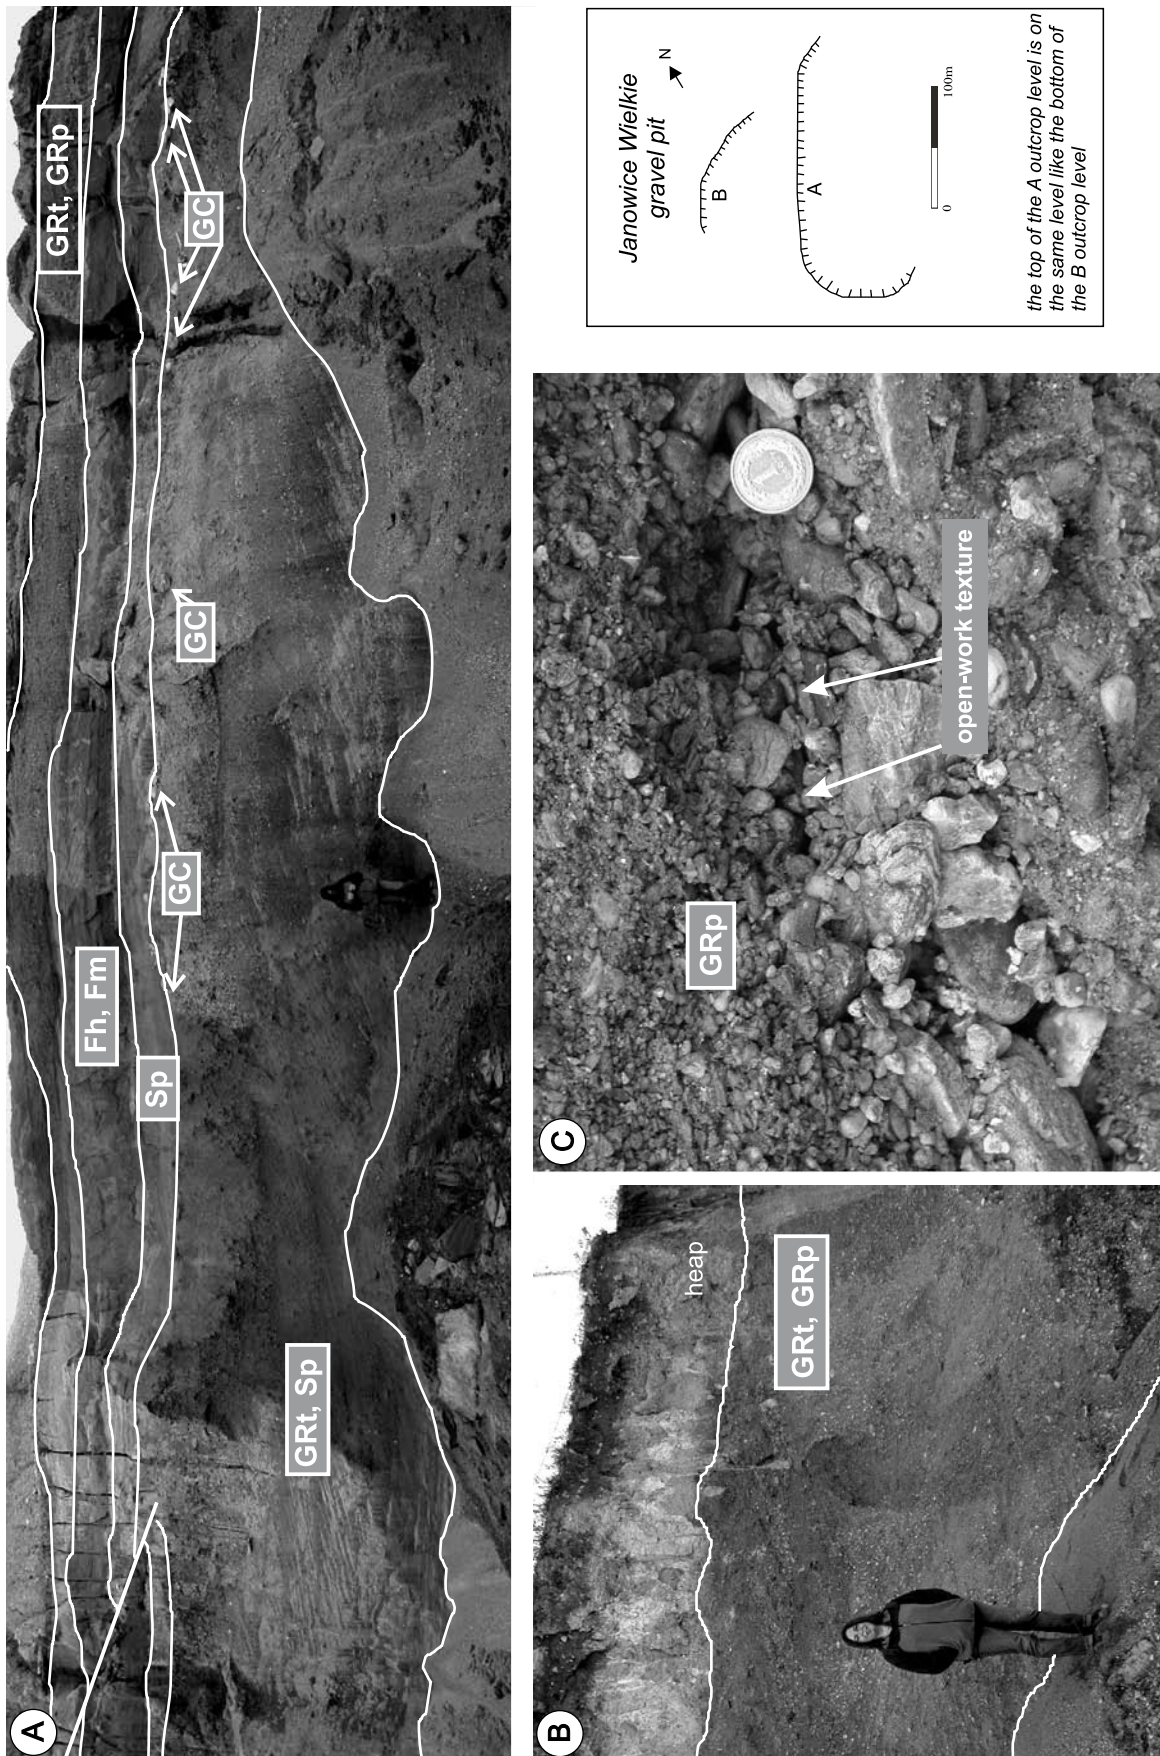 A
GRt, GRp
GC
GC
GC
Fh, Fm
Sp
GRt, Sp
B
heap
GRt, GRp
C
GRp
open-work texture
Janowice Wielkie
gravel pit
N
B
A
0
100m
the top of the A outcrop level is on
the same level like the bottom of
the B outcrop level